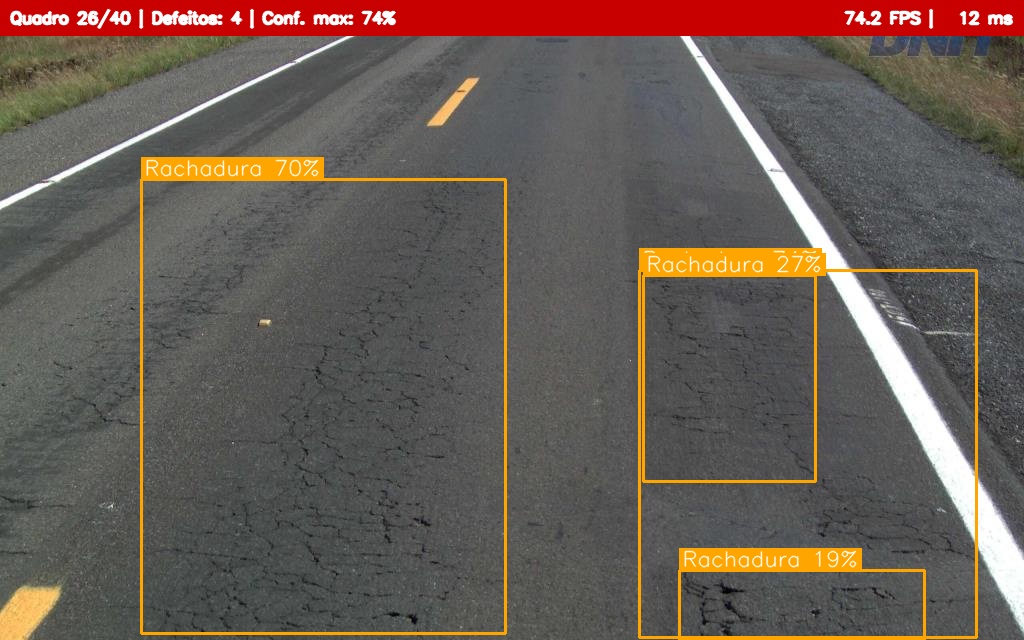 Quadro 26/40 | Defeitos: 4 | Conf. max: 74%
74.2 FPS | 12 ms
DNIT
Rachadura 70%
Rachadura 27%
Rachadura 19%